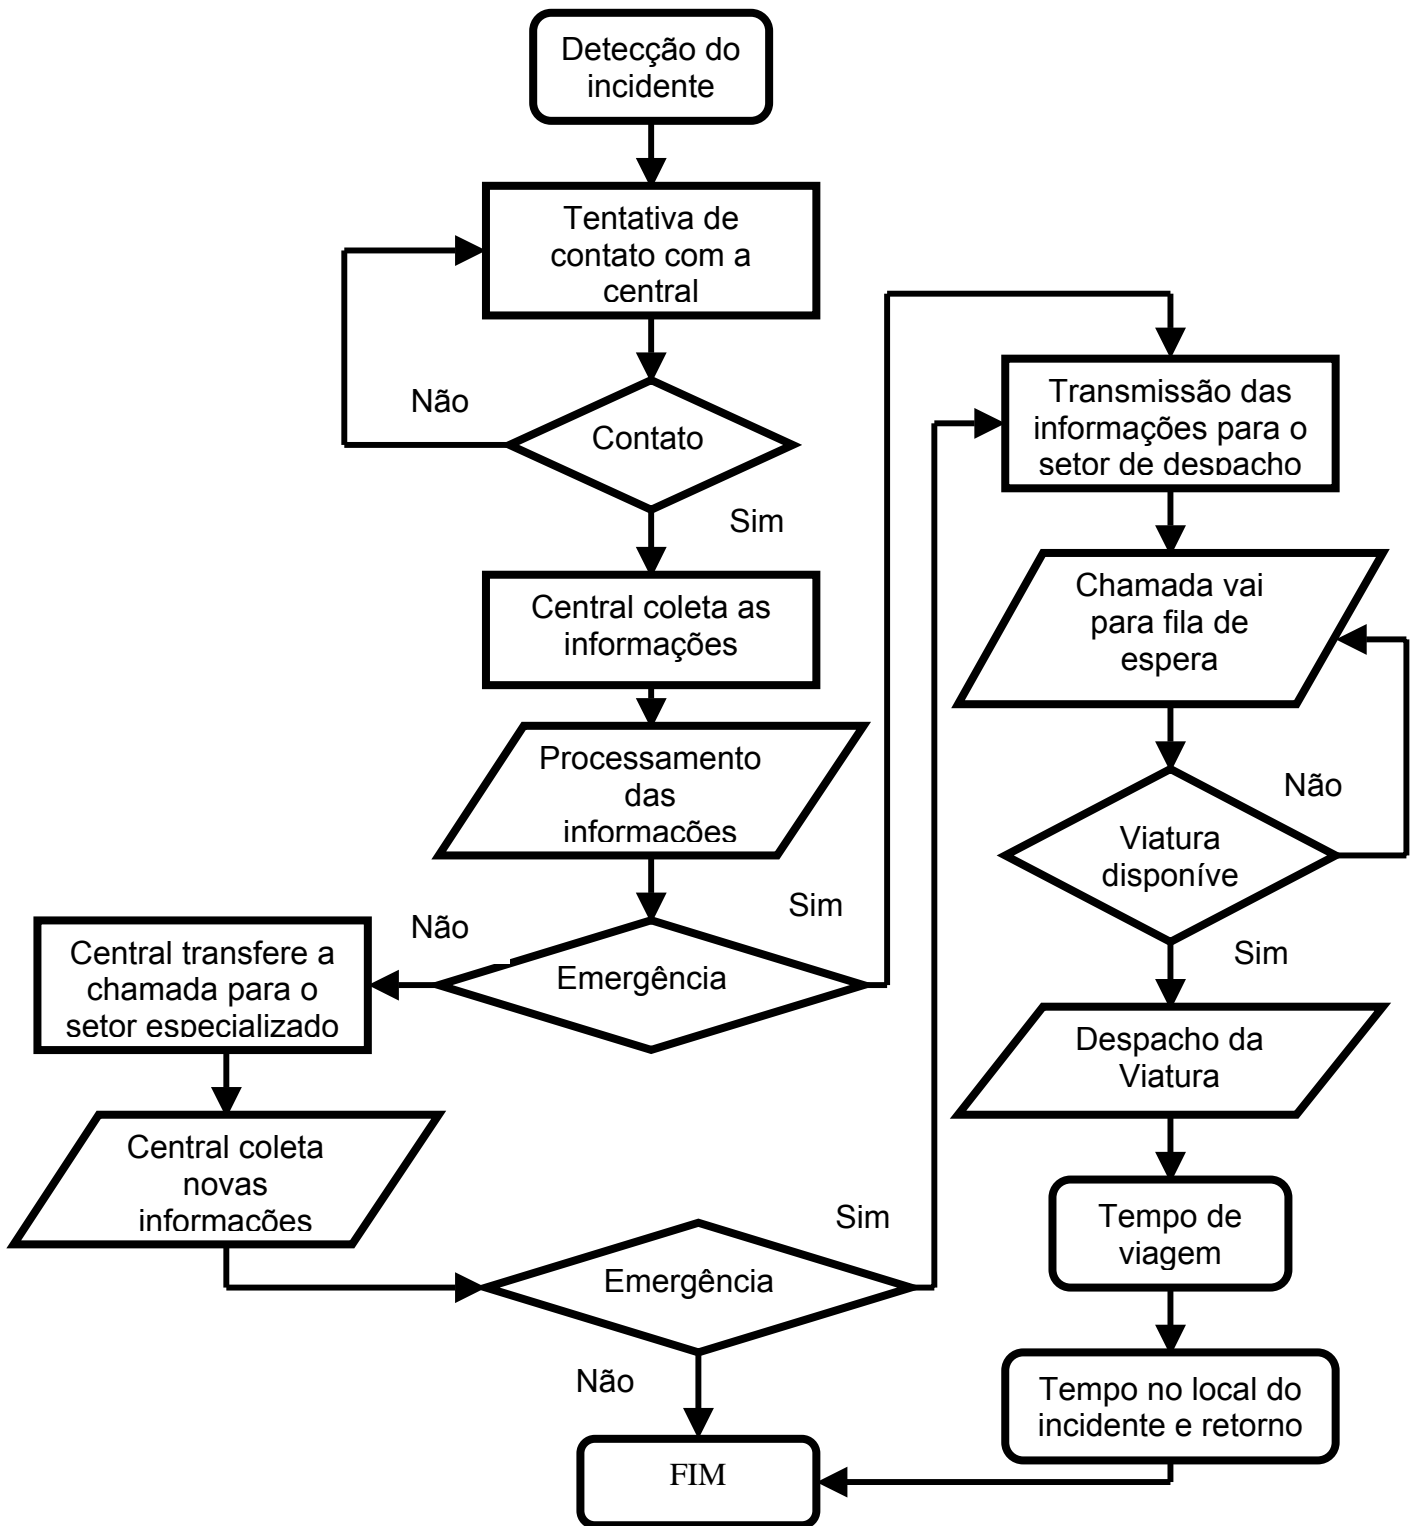 Detecção do
incidente
Tentativa de
contato com a
central
Não
Contato
Sim
Central coleta as
informações
Processamento
das
informações
Não
Sim
Emergência
Central transfere a
chamada para o
setor especializado
Central coleta
novas
informações
Sim
Emergência
Não
FIM
Transmissão das
informações para o
setor de despacho
Chamada vai
para fila de
espera
Não
Viatura
disponíve
Sim
Despacho da
Viatura
Tempo de
viagem
Tempo no local do
incidente e retorno